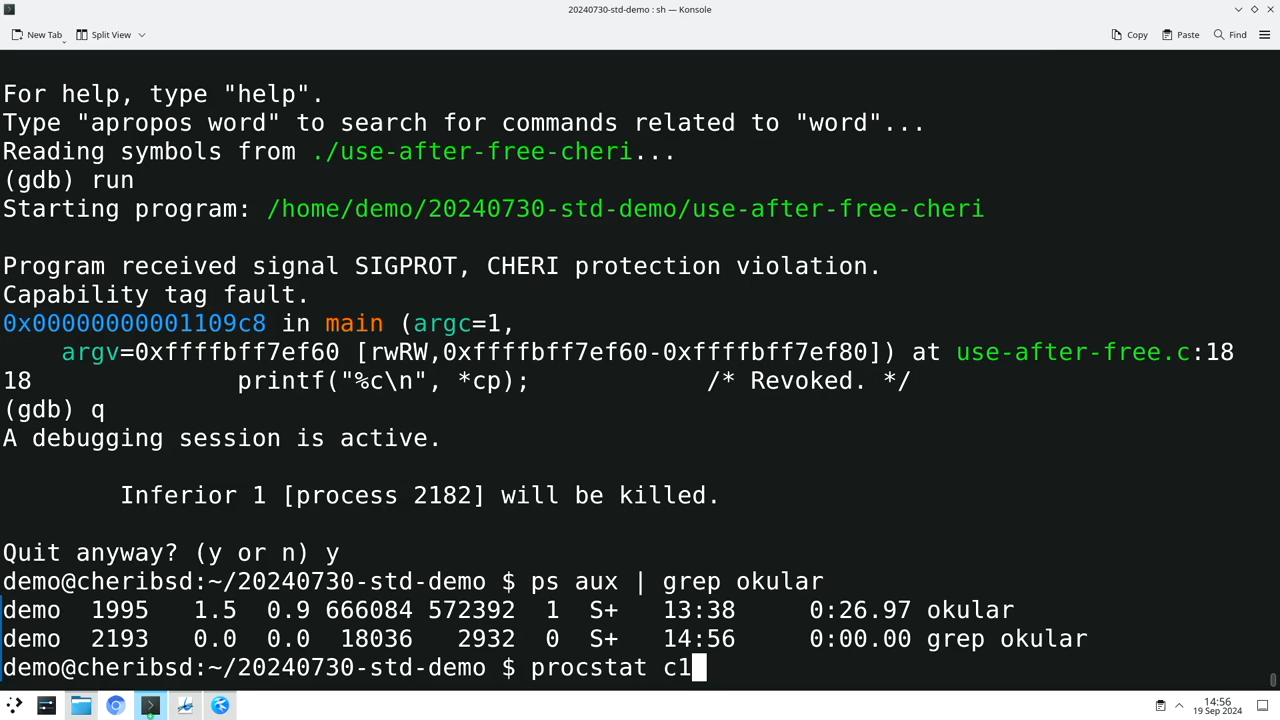 20240730-std-demo : sh — Konsole
New Tab Split View Copy Paste Find
For help, type "help".
Type "apropos word" to search for commands related to "word"...
Reading symbols from ./use-after-free-cheri...
(gdb) run
Starting program: /home/demo/20240730-std-demo/use-after-free-cheri
Program received signal SIGPROT, CHERI protection violation.
Capability tag fault.
0x00000000001109c8 in main (argc=1,
argv=0xffffbff7ef60 [rwRW,0xffffbff7ef60-0xffffbff7ef80]) at use-after-free.c:18
18 printf("%c\n", *cp); /* Revoked. */
(gdb) q
A debugging session is active.
Inferior 1 [process 2182] will be killed.
Quit anyway? (y or n) y
demo@cheribsd:~/20240730-std-demo $ ps aux | grep okular
demo 1995 1.5 0.9 666084 572392 1 S+ 13:38 0:26.97 okular
demo 2193 0.0 0.0 18036 2932 0 S+ 14:56 0:00.00 grep okular
demo@cheribsd:~/20240730-std-demo $ procstat c1
14:56
19 Sep 2024